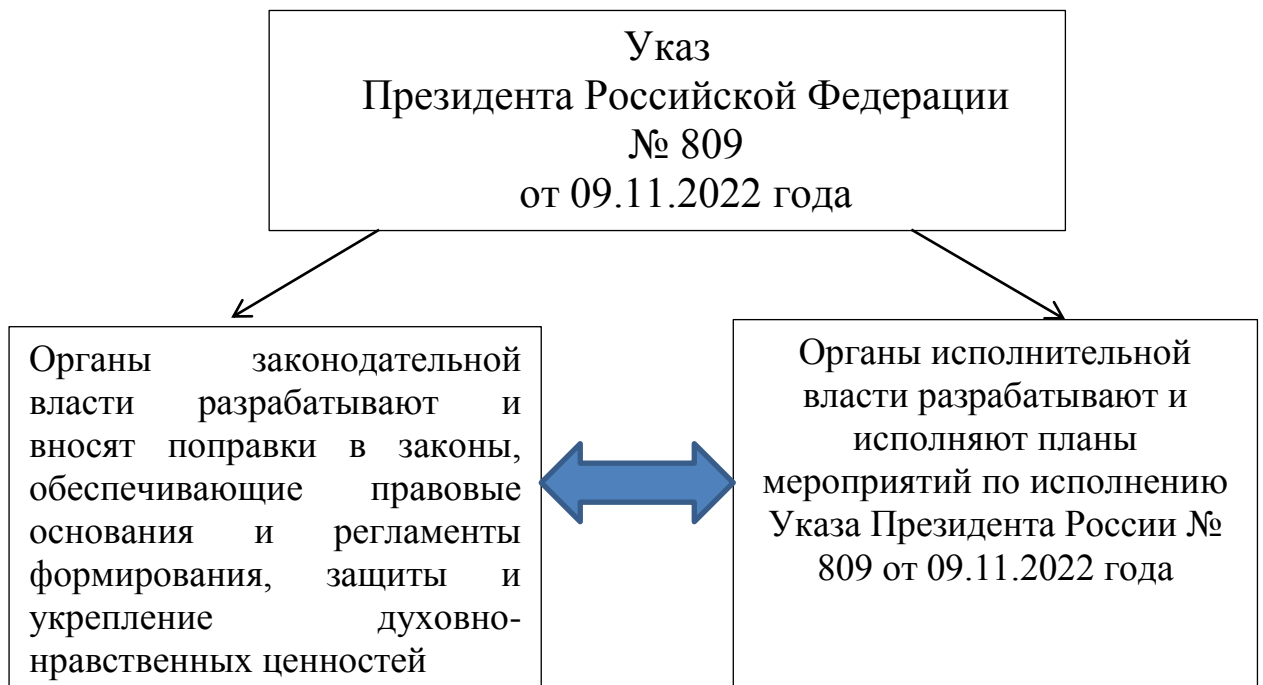 Указ
Президента Российской Федерации
№ 809
от 09.11.2022 года
Органы законодательной
власти разрабатывают и
вносят поправки в законы,
обеспечивающие правовые
основания и регламенты
формирования, защиты и
укрепление духовно-
нравственных ценностей
Органы исполнительной
власти разрабатывают и
исполняют планы
мероприятий по исполнению
Указа Президента России №
809 от 09.11.2022 года